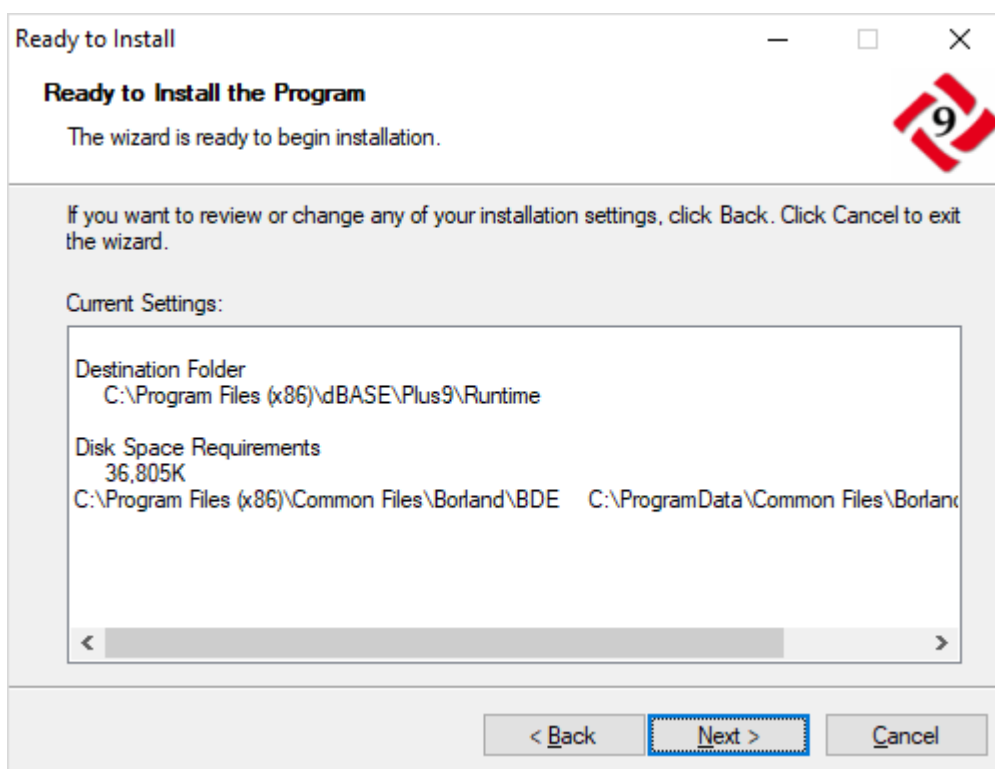 Ready to Install
Ready to Install the Program
The wizard is ready to begin installation.
9
If you want to review or change any of your installation settings, click Back. Click Cancel to exit
the wizard.
Current Settings:
Destination Folder
C:\Program Files (x86)\dBASE\Plus9\Runtime
Disk Space Requirements
36,805K
C:\Program Files (x86)\Common Files\Borland\BDE C:\ProgramData\Common Files\Borland
< Back Next > Cancel